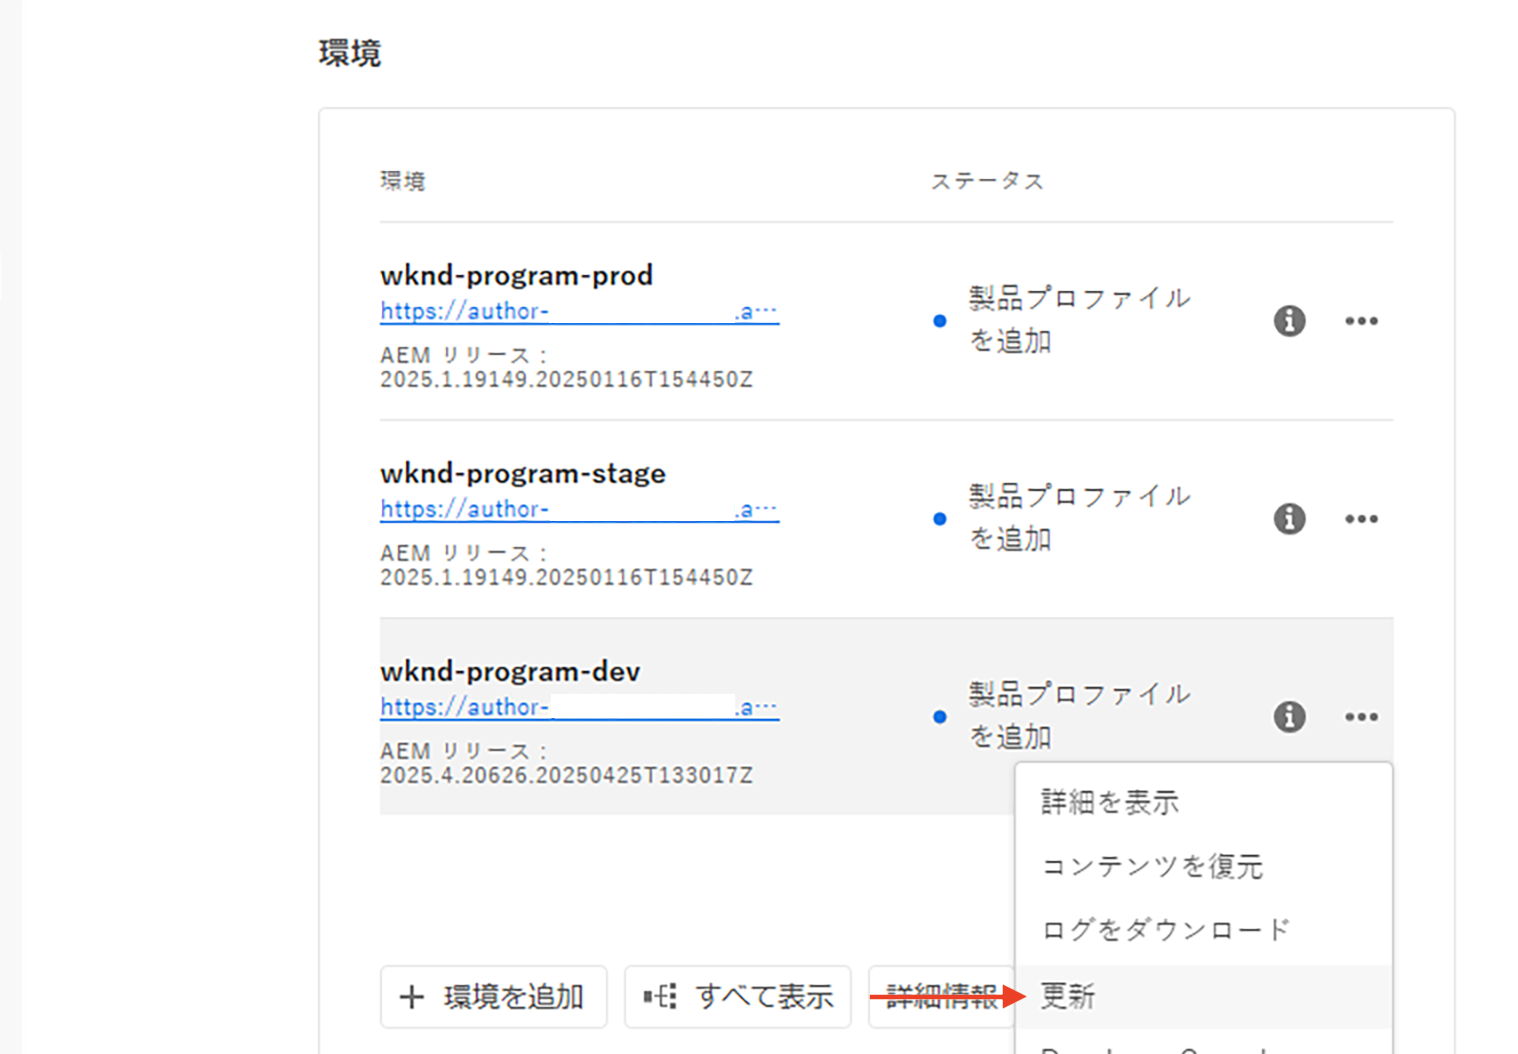 環境
環境 ステータス
wknd-program-prod
https://author- .a…
AEM リリース :
2025.1.19149.20250116T154450Z
製品プロファイル
を追加
wknd-program-stage
https://author- .a…
AEM リリース :
2025.1.19149.20250116T154450Z
製品プロファイル
を追加
wknd-program-dev
https://author- .a…
AEM リリース :
2025.4.20626.20250425T133017Z
製品プロファイル
を追加
詳細を表示
コンテンツを復元
ログをダウンロード
更新
環境を追加 すべて表示 詳細情報